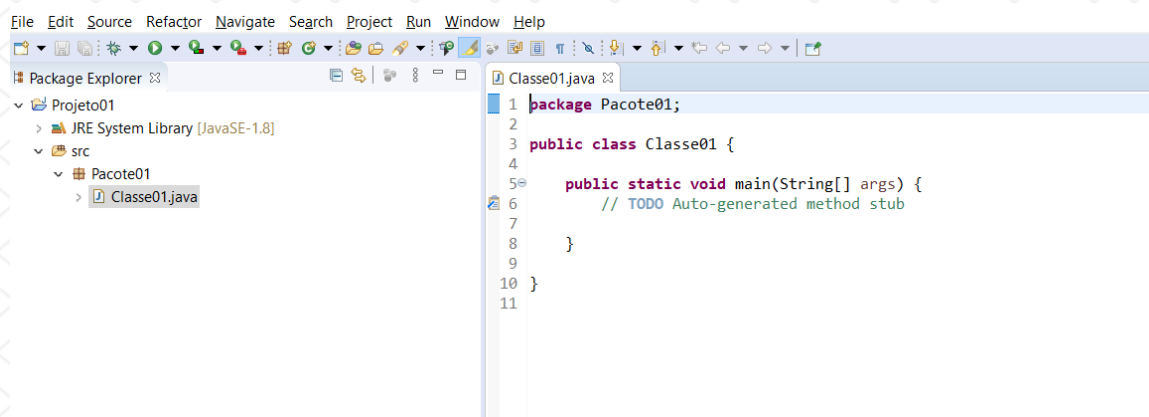 File Edit Source Refactor Navigate Search Project Run Window Help
Package Explorer
Projeto01
JRE System Library [JavaSE-1.8]
src
Pacote01
Classe01.java
Classe01.java
1 package Pacote01;
2
3 public class Classe01 {
4
5 public static void main(String[] args) {
6 // TODO Auto-generated method stub
7
8 }
9
10 }
11